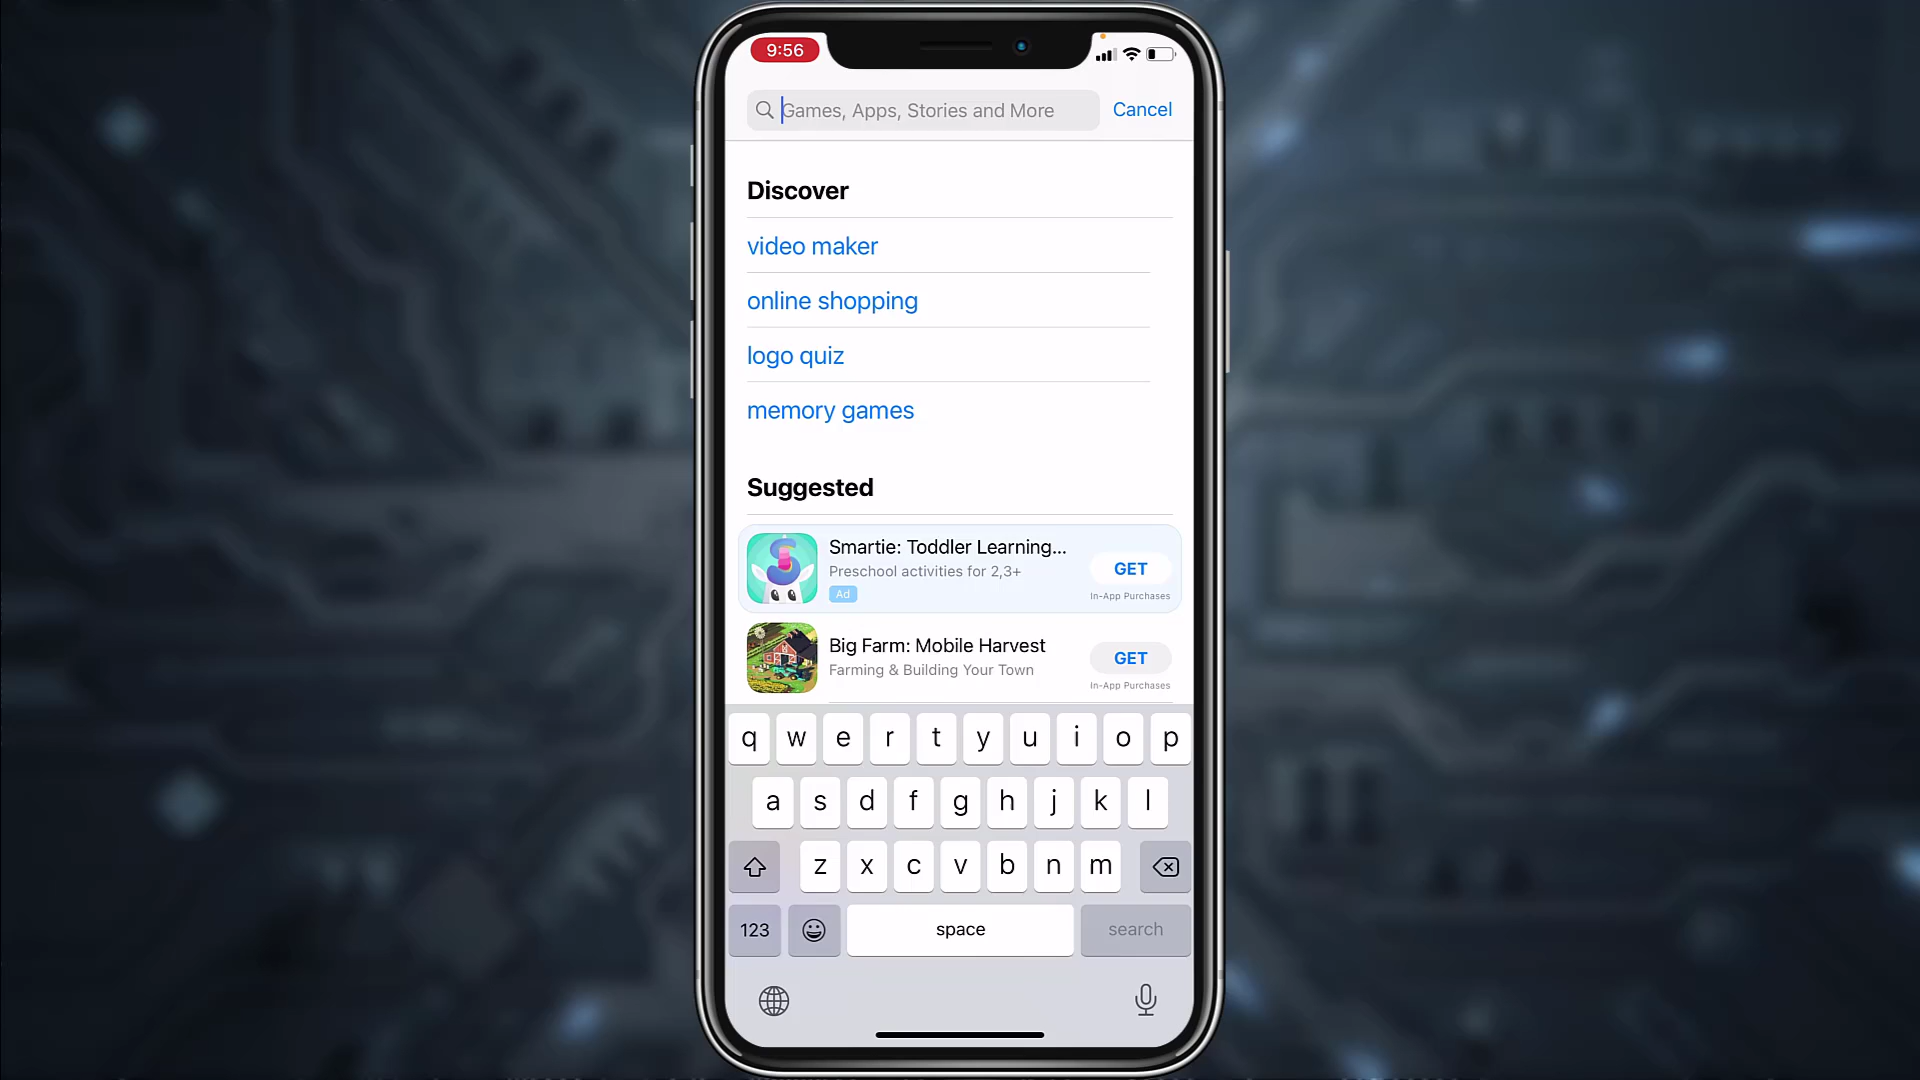 9:56
Games, Apps, Stories and More
Cancel
Discover
video maker
online shopping
logo quiz
memory games
Suggested
Smartie: Toddler Learning...
Preschool activities for 2,3+
Ad
GET
In-App Purchases
Big Farm: Mobile Harvest
Farming & Building Your Town
GET
In-App Purchases
q w e r t y u i o p
a s d f g h j k l
z x c v b n m
123
space
search